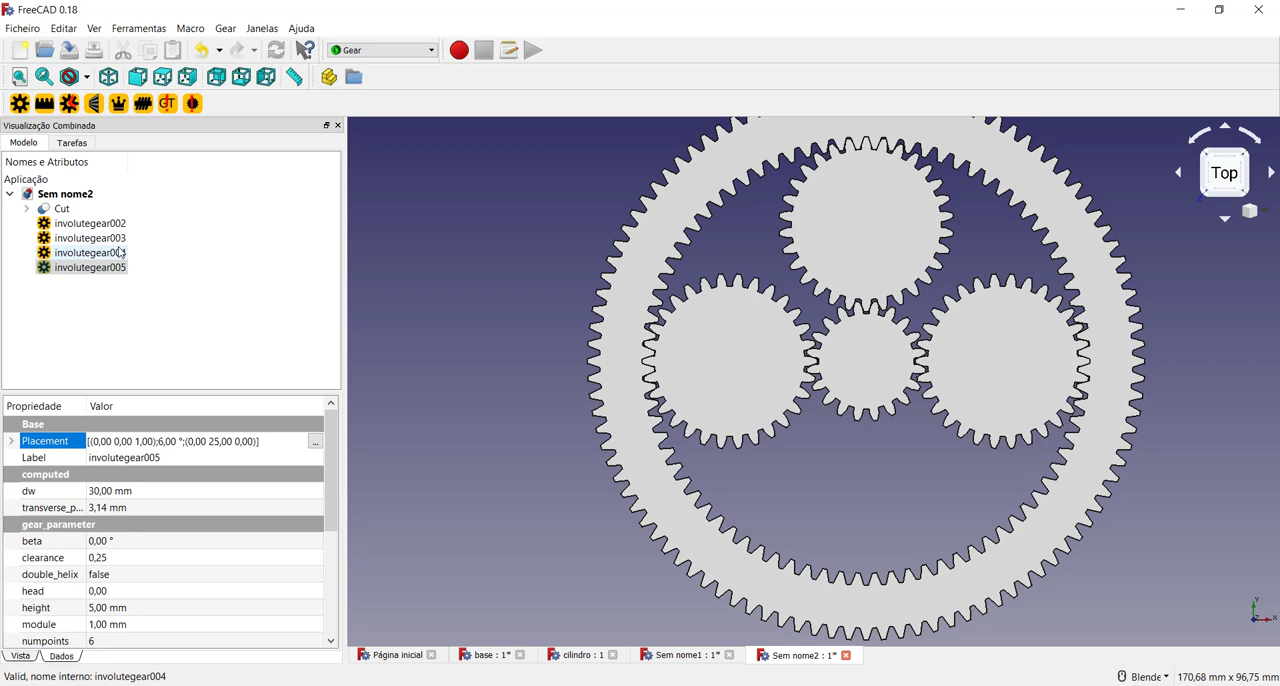 FreeCAD 0.18
Ficheiro Editar Ver Ferramentas Macro Gear Janelas Ajuda
Gear
GT
Visualização Combinada
Modelo Tarefas
Nomes e Atributos
Aplicação
Sem nome2
Cut
involutegear002
involutegear003
involutegear004
involutegear005
Propriedade Valor
Base
Placement [(0,00 0,00 1,00);6,00 °;(0,00 25,00 0,00)] ...
Label involutegear005
computed
dw 30,00 mm
transverse_p... 3,14 mm
gear_parameter
beta 0,00 °
clearance 0,25
double_helix false
head 0,00
height 5,00 mm
module 1,00 mm
numpoints 6
Vista Dados
Top
Z
Y
X
Página inicial base : 1* cilindro : 1 Sem nome1 : 1* Sem nome2 : 1*
Valid, nome interno: involutegear004 Blende 170,68 mm x 96,75 mm